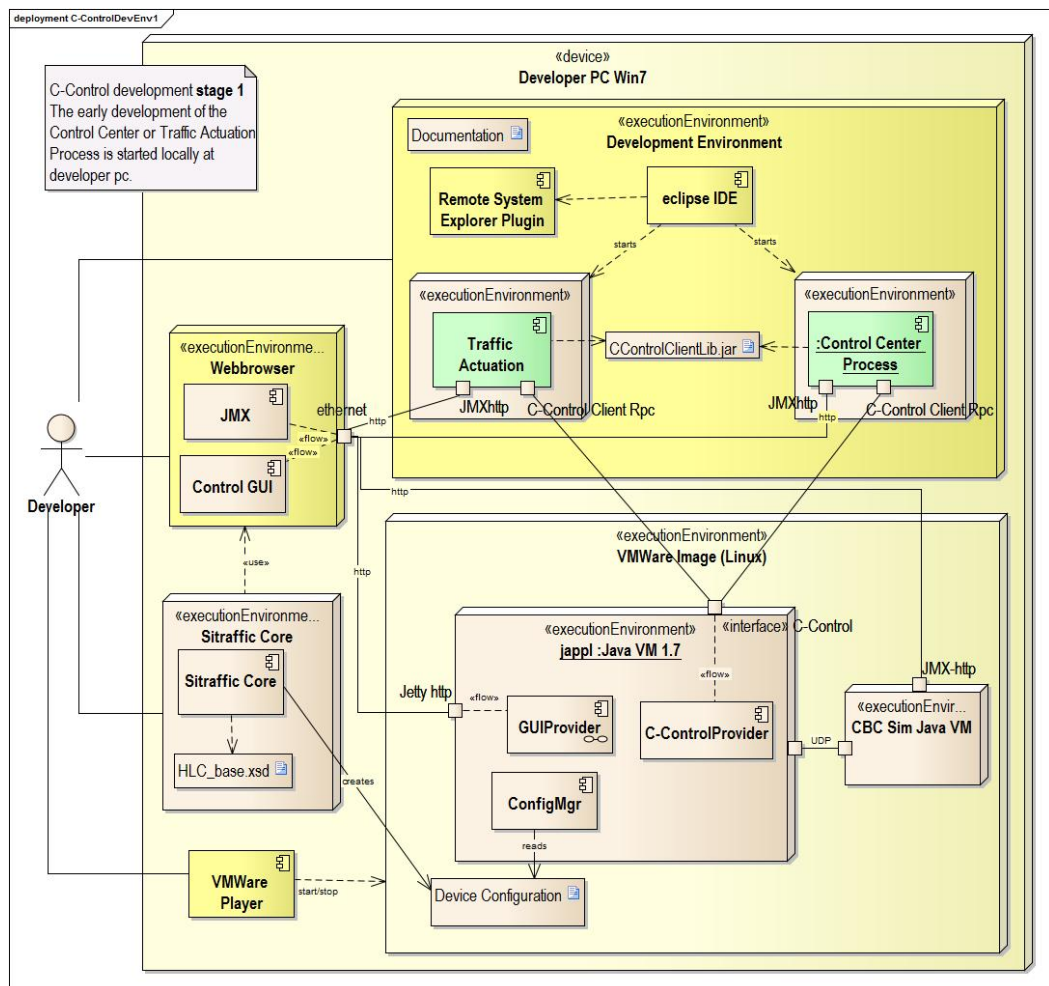 deployment C-ControlDevEnv1
«device»
Developer PC Win7
C-Control development stage 1
The early development of the
Control Center or Traffic Actuation
Process is started locally at
developer pc.
«executionEnvironment»
Development Environment
Documentation
Remote System
Explorer Plugin
eclipse IDE
starts
starts
«executionEnvironment»
Traffic
Actuation
CControlClientLib.jar
«executionEnvironment»
:Control Center
Process
JMXhttp
C-Control Client Rpc
JMXhttp
C-Control Client Rpc
http
http
ethernet
«executionEnvironme...
Webbrowser
JMX
«flow»
«flow»
Control GUI
Developer
http
http
«use»
«executionEnvironme...
Sitraffic Core
Sitraffic Core
HLC_base.xsd
creates
VMWare
Player
start/stop
«executionEnvironment»
VMWare Image (Linux)
«executionEnvironment»
jappl :Java VM 1.7
«interface» C-Control
«flow»
Jetty http
«flow»
GUIProvider
C-ControlProvider
ConfigMgr
reads
Device Configuration
UDP
JMX-http
«executionEnvir...
CBC Sim Java VM